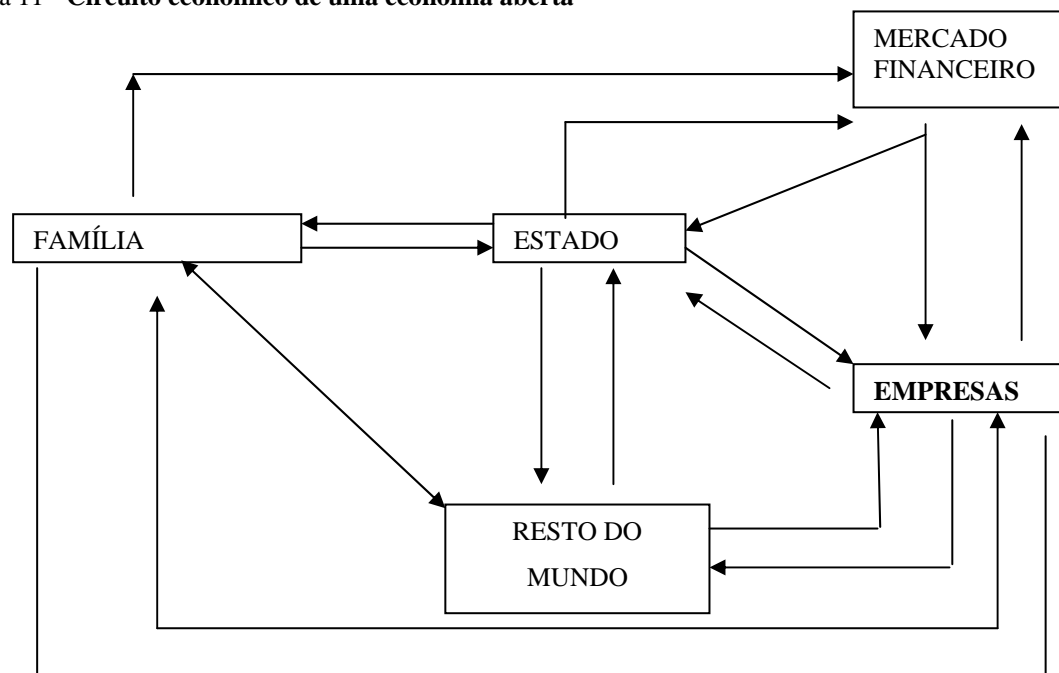 11 Circuito económico de uma economia aberta
MERCADO
FINANCEIRO
FAMÍLIA
ESTADO
EMPRESAS
RESTO DO
MUNDO